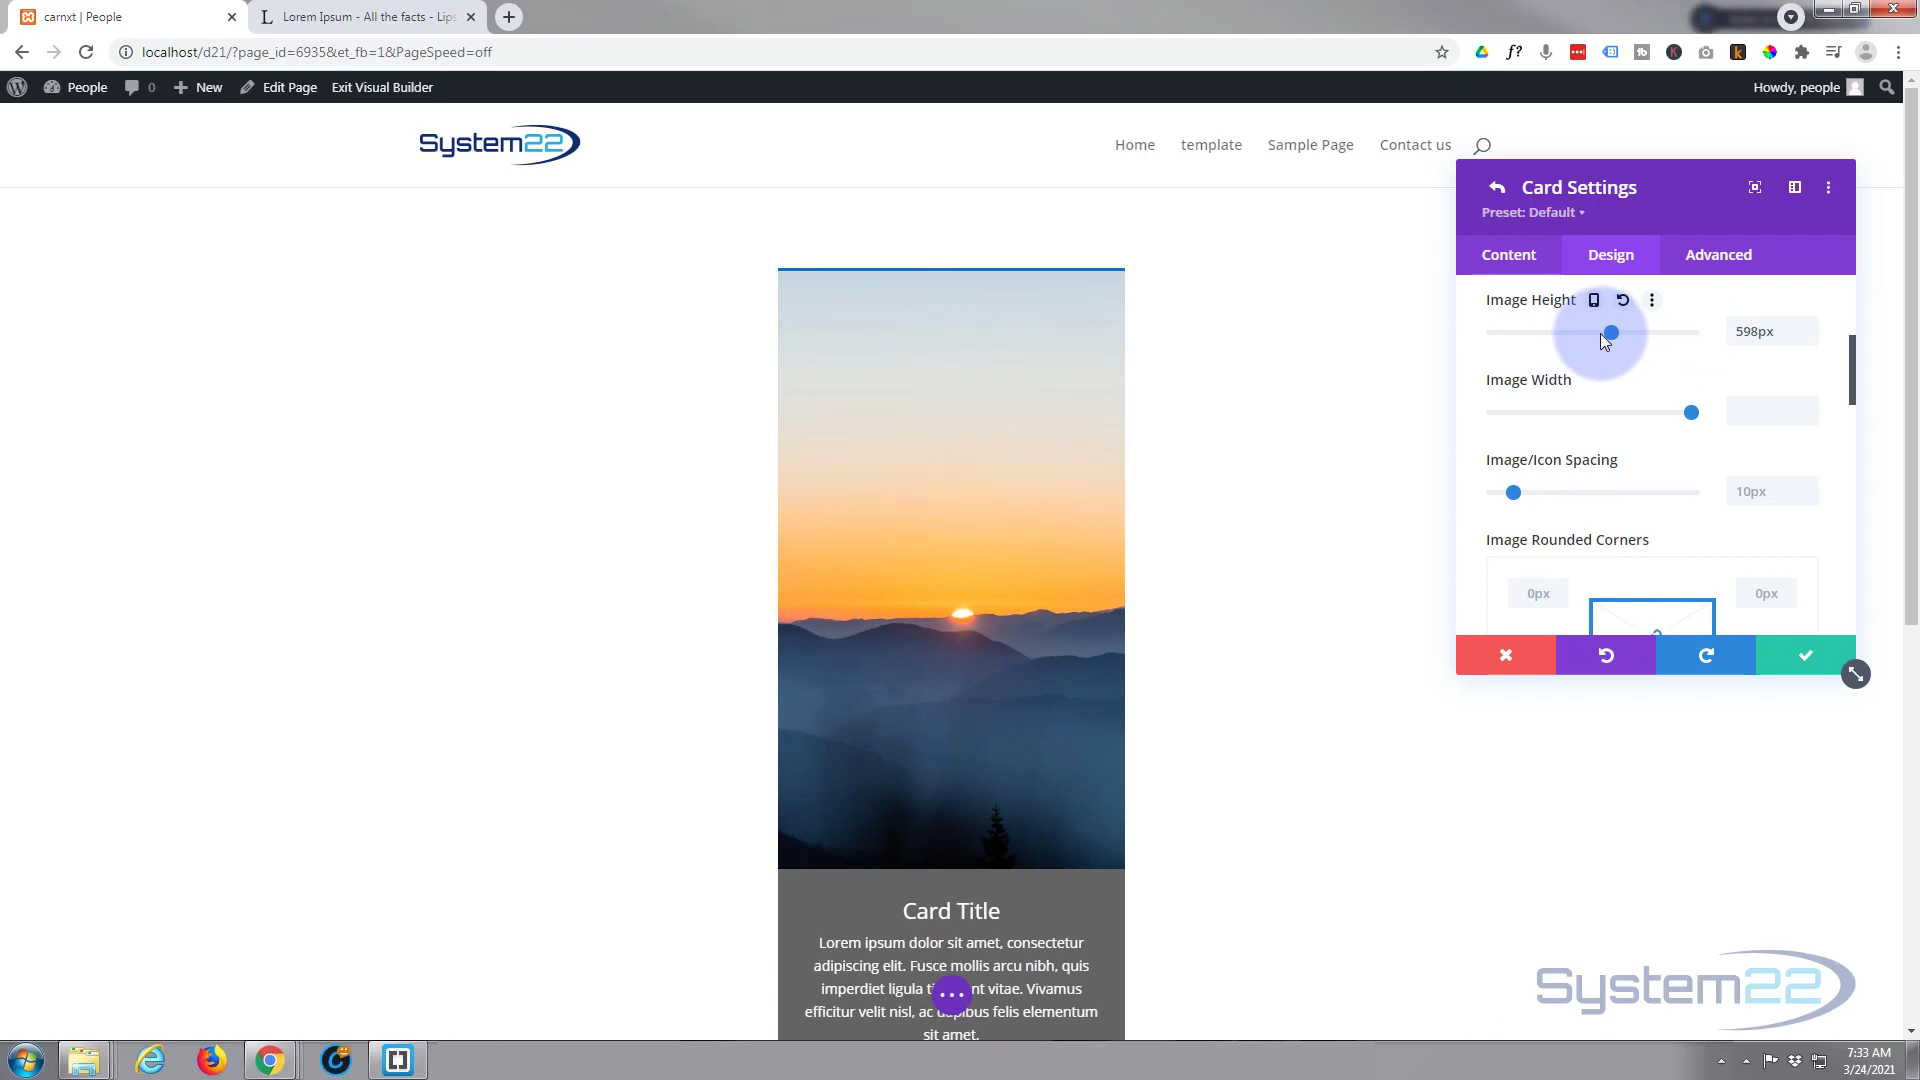 carnxt | People
Lorem Ipsum - All the facts - Lips
localhost/d21/?page_id=6935&et_fb=1&PageSpeed=off
People 0 New Edit Page Exit Visual Builder Howdy, people
System22
Home template Sample Page Contact us
Card Settings
Preset: Default
Content Design Advanced
Image Height
598px
Image Width
Image/Icon Spacing
10px
Image Rounded Corners
0px 0px
Card Title
Lorem ipsum dolor sit amet, consectetur
adipiscing elit. Fusce mollis arcu nibh, quis
imperdiet ligula ti nt vitae. Vivamus
efficitur velit nisl, ac dapibus felis elementum
sit amet.
System22
7:33 AM
3/24/2021